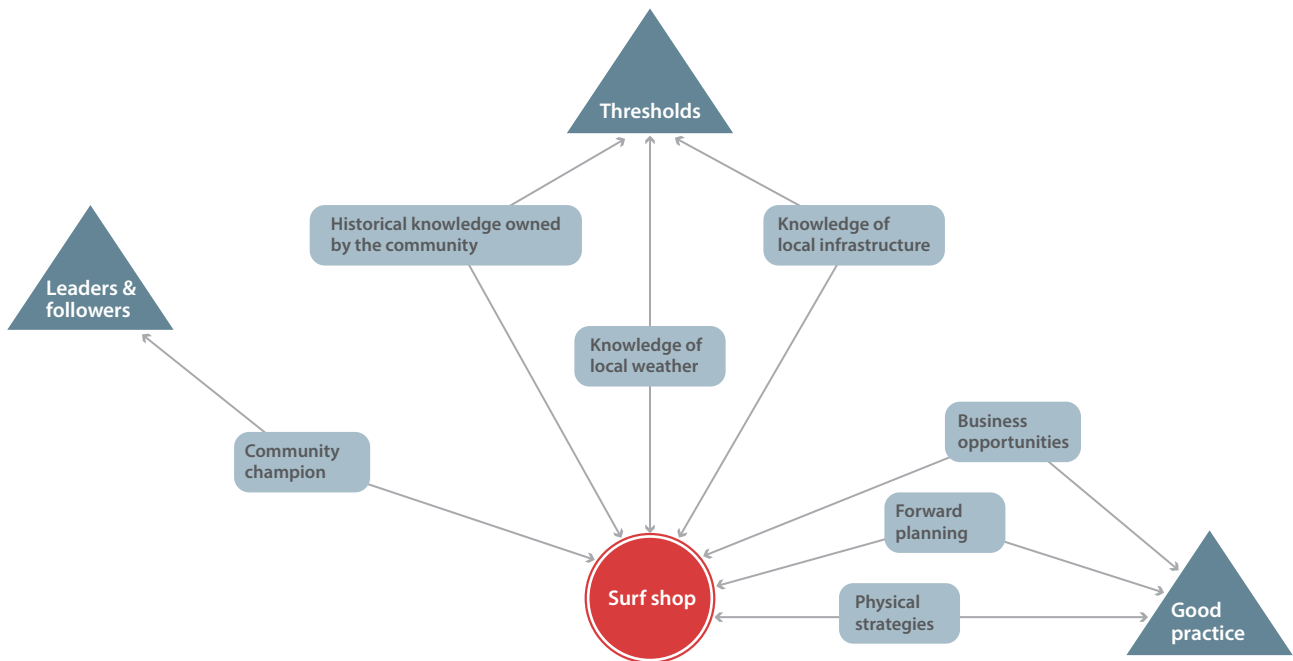 Thresholds
Historical knowledge owned
by the community
Knowledge of
local infrastructure
Leaders &
followers
Knowledge of
local weather
Community
champion
Business
opportunities
Forward
planning
Surf shop
Physical
strategies
Good
practice